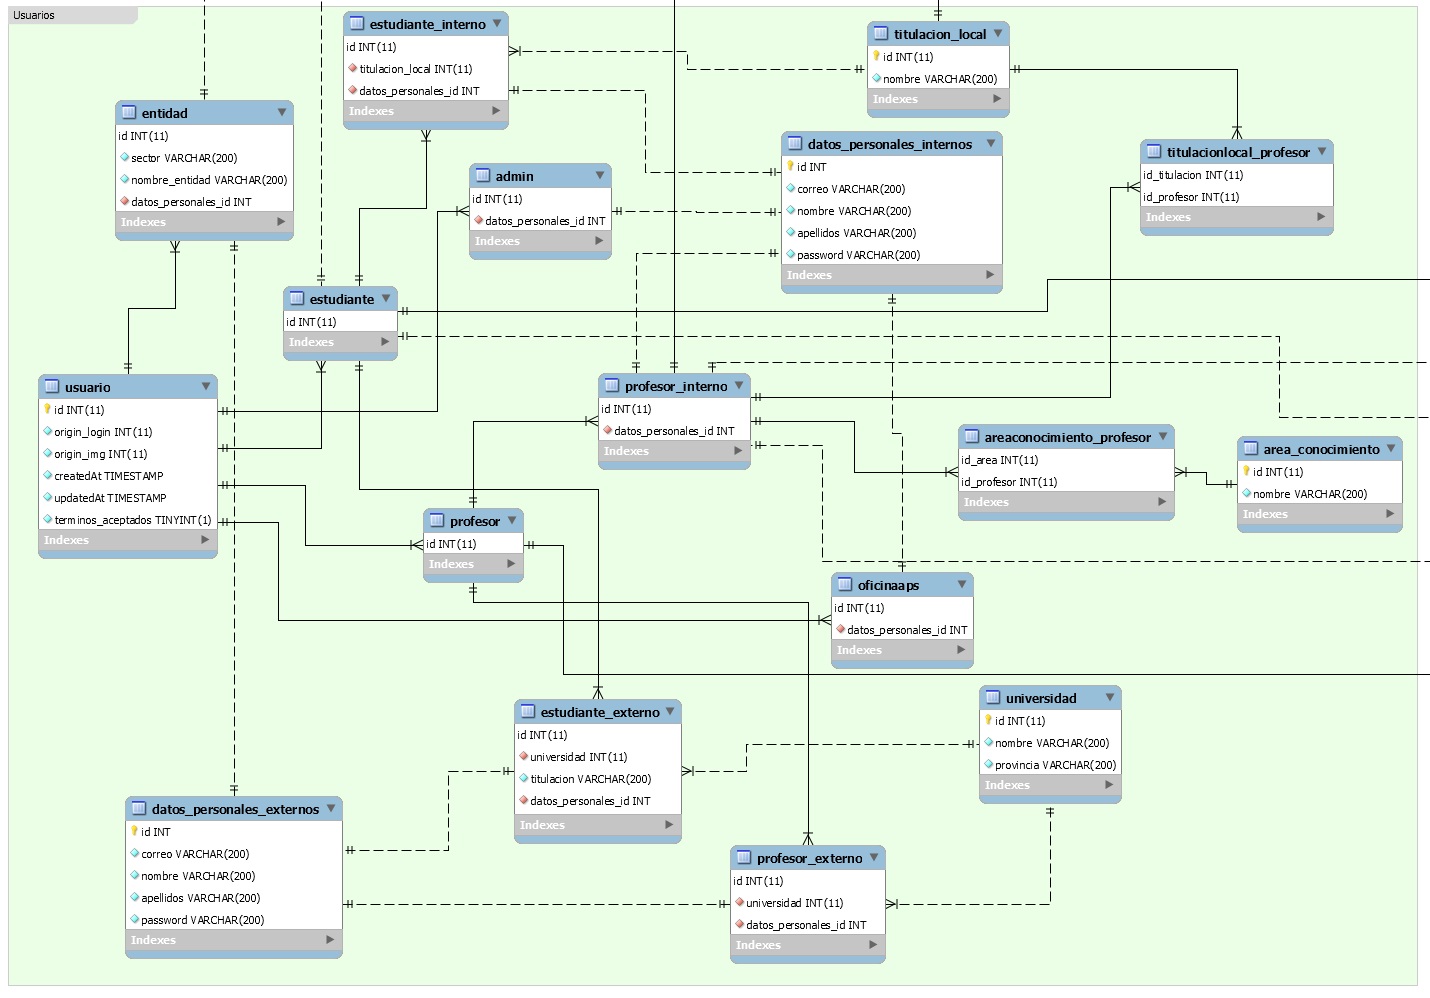 Usuarios
estudiante_interno
id INT(11)
titulacion_local INT(11)
datos_personales_id INT
Indexes
titulacion_local
id INT(11)
nombre VARCHAR(200)
Indexes
entidad
id INT(11)
sector VARCHAR(200)
nombre_entidad VARCHAR(200)
datos_personales_id INT
Indexes
datos_personales_internos
id INT
correo VARCHAR(200)
nombre VARCHAR(200)
apellidos VARCHAR(200)
password VARCHAR(200)
Indexes
titulacionlocal_profesor
id_titulacion INT(11)
id_profesor INT(11)
Indexes
admin
id INT(11)
datos_personales_id INT
Indexes
estudiante
id INT(11)
Indexes
usuario
id INT(11)
origin_login INT(11)
origin_img INT(11)
createdAt TIMESTAMP
updatedAt TIMESTAMP
terminos_aceptados TINYINT(1)
Indexes
profesor_interno
id INT(11)
datos_personales_id INT
Indexes
areaconocimiento_profesor
id_area INT(11)
id_profesor INT(11)
Indexes
area_conocimiento
id INT(11)
nombre VARCHAR(200)
Indexes
profesor
id INT(11)
Indexes
oficinaaps
id INT(11)
datos_personales_id INT
Indexes
estudiante_externo
id INT(11)
universidad INT(11)
titulacion VARCHAR(200)
datos_personales_id INT
Indexes
universidad
id INT(11)
nombre VARCHAR(200)
provincia VARCHAR(200)
Indexes
datos_personales_externos
id INT
correo VARCHAR(200)
nombre VARCHAR(200)
apellidos VARCHAR(200)
password VARCHAR(200)
Indexes
profesor_externo
id INT(11)
universidad INT(11)
datos_personales_id INT
Indexes